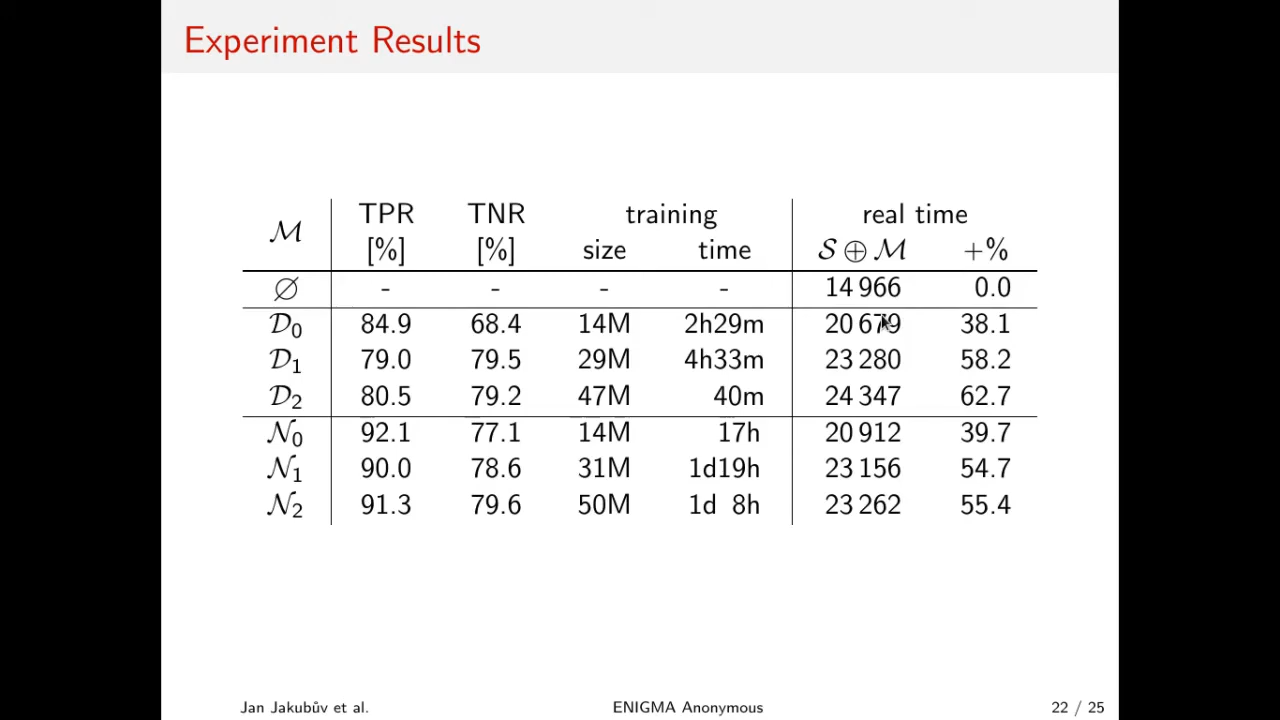 Experiment Results
ℳ TPR TNR training real time
[%] [%] size time 𝒮 ⊕ ℳ +%
∅ - - - - 14 966 0.0
𝒟₀ 84.9 68.4 14M 2h29m 20 679 38.1
𝒟₁ 79.0 79.5 29M 4h33m 23 280 58.2
𝒟₂ 80.5 79.2 47M 40m 24 347 62.7
𝒩₀ 92.1 77.1 14M 17h 20 912 39.7
𝒩₁ 90.0 78.6 31M 1d19h 23 156 54.7
𝒩₂ 91.3 79.6 50M 1d 8h 23 262 55.4
Jan Jakubův et al. ENIGMA Anonymous 22 / 25